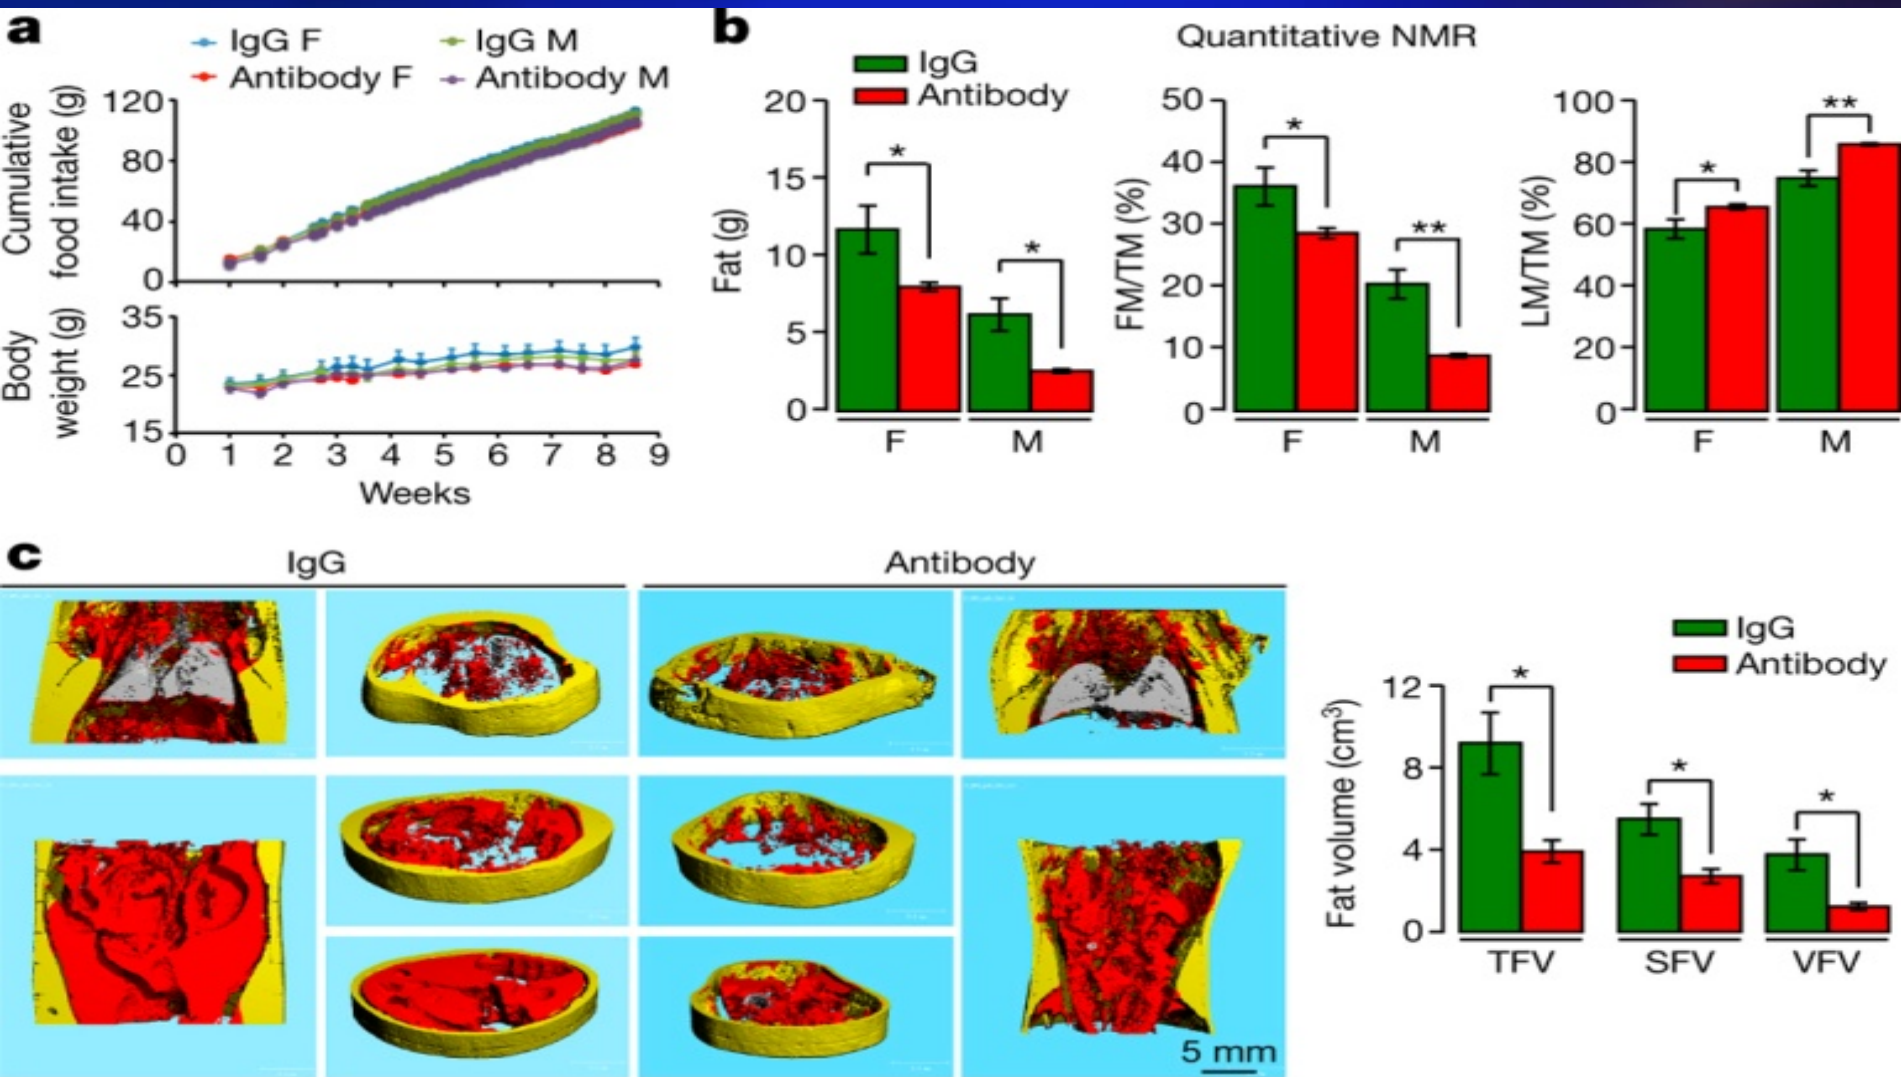 a
IgG F
IgG M
Antibody F
Antibody M
Cumulative
food intake (g)
120
80
40
0
Body
weight (g)
35
25
15
0 1 2 3 4 5 6 7 8 9
Weeks
b
Quantitative NMR
IgG
Antibody
Fat (g)
20
15
10
5
0
*
*
F M
FM/TM (%)
50
40
30
20
10
0
*
**
F M
LM/TM (%)
100
80
60
40
20
0
*
**
F M
c
IgG
Antibody
5 mm
IgG
Antibody
Fat volume (cm³)
12
8
4
0
*
*
*
TFV SFV VFV